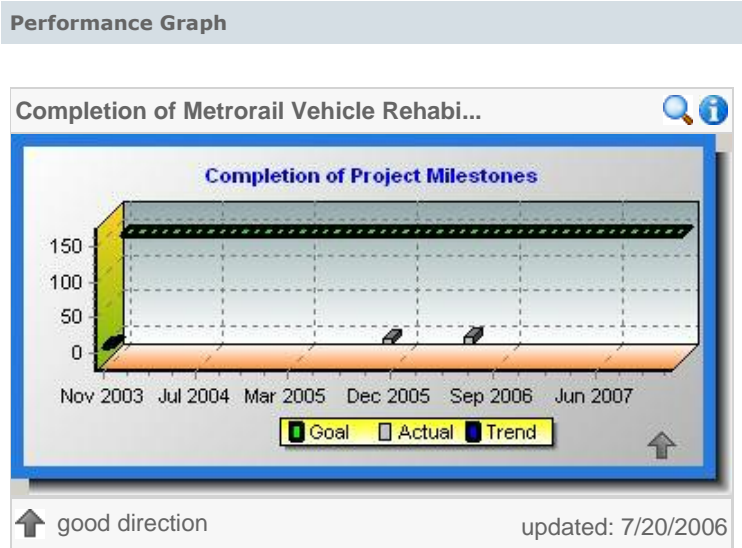 Performance Graph
Completion of Metrorail Vehicle Rehabi...
Completion of Project Milestones
150
100
50
0
Nov 2003 Jul 2004 Mar 2005 Dec 2005 Sep 2006 Jun 2007
Goal Actual Trend
good direction updated: 7/20/2006